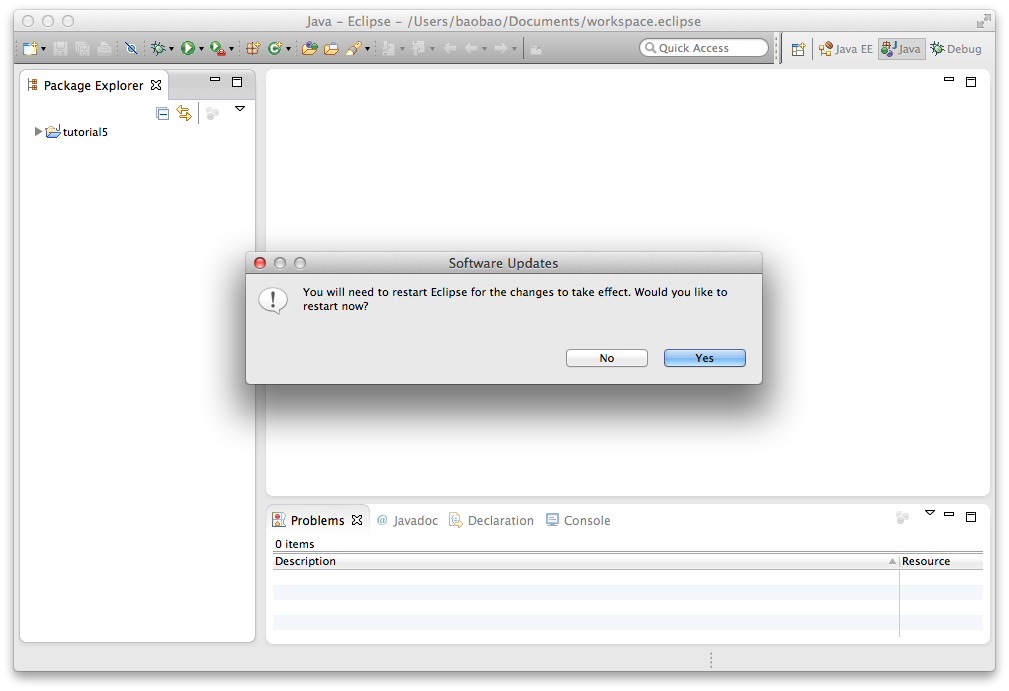 Java – Eclipse – /Users/baobao/Documents/workspace.eclipse
Quick Access
Java EE
Java
Debug
Package Explorer
tutorial5
Software Updates
You will need to restart Eclipse for the changes to take effect. Would you like to
restart now?
No
Yes
Problems
@ Javadoc
Declaration
Console
0 items
Description
Resource